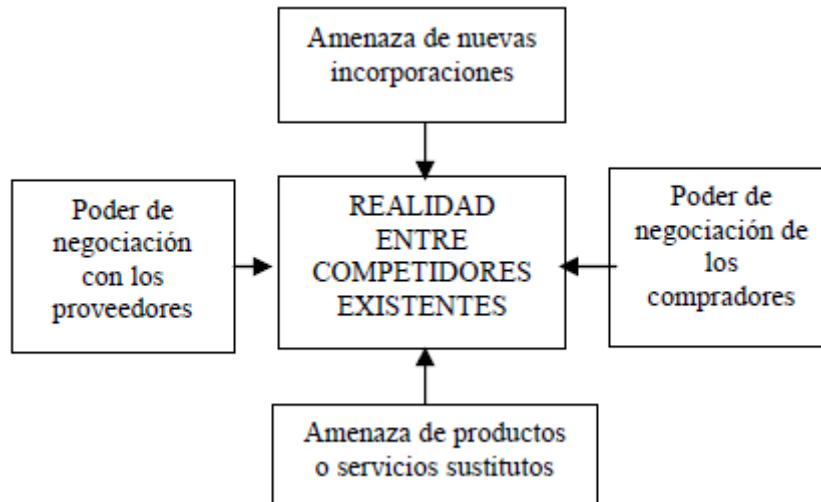 Amenaza de nuevas
incorporaciones
Poder de
negociación
con los
proveedores
REALIDAD
ENTRE
COMPETIDORES
EXISTENTES
Poder de
negociación de
los
compradores
Amenaza de productos
o servicios sustitutos